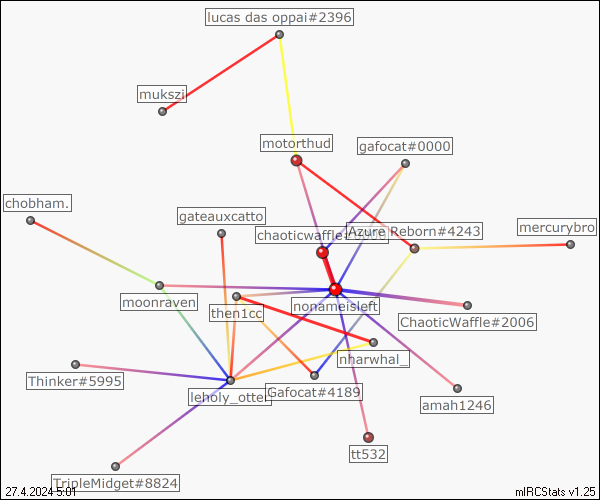 lucas das oppai#2396
mukszi
motorthud
gafocat#0000
chobham.
gateauxcatto
Azure Reborn#4243
mercurybro
chaoticwaffle
moonraven
then1cc
nonameisleft
ChaoticWaffle#2006
nharwhal_
Thinker#5995
leholy_otter
Gafocat#4189
amah1246
tt532
TripleMidget#8824
27.4.2024 5:01
mIRCStats v1.25